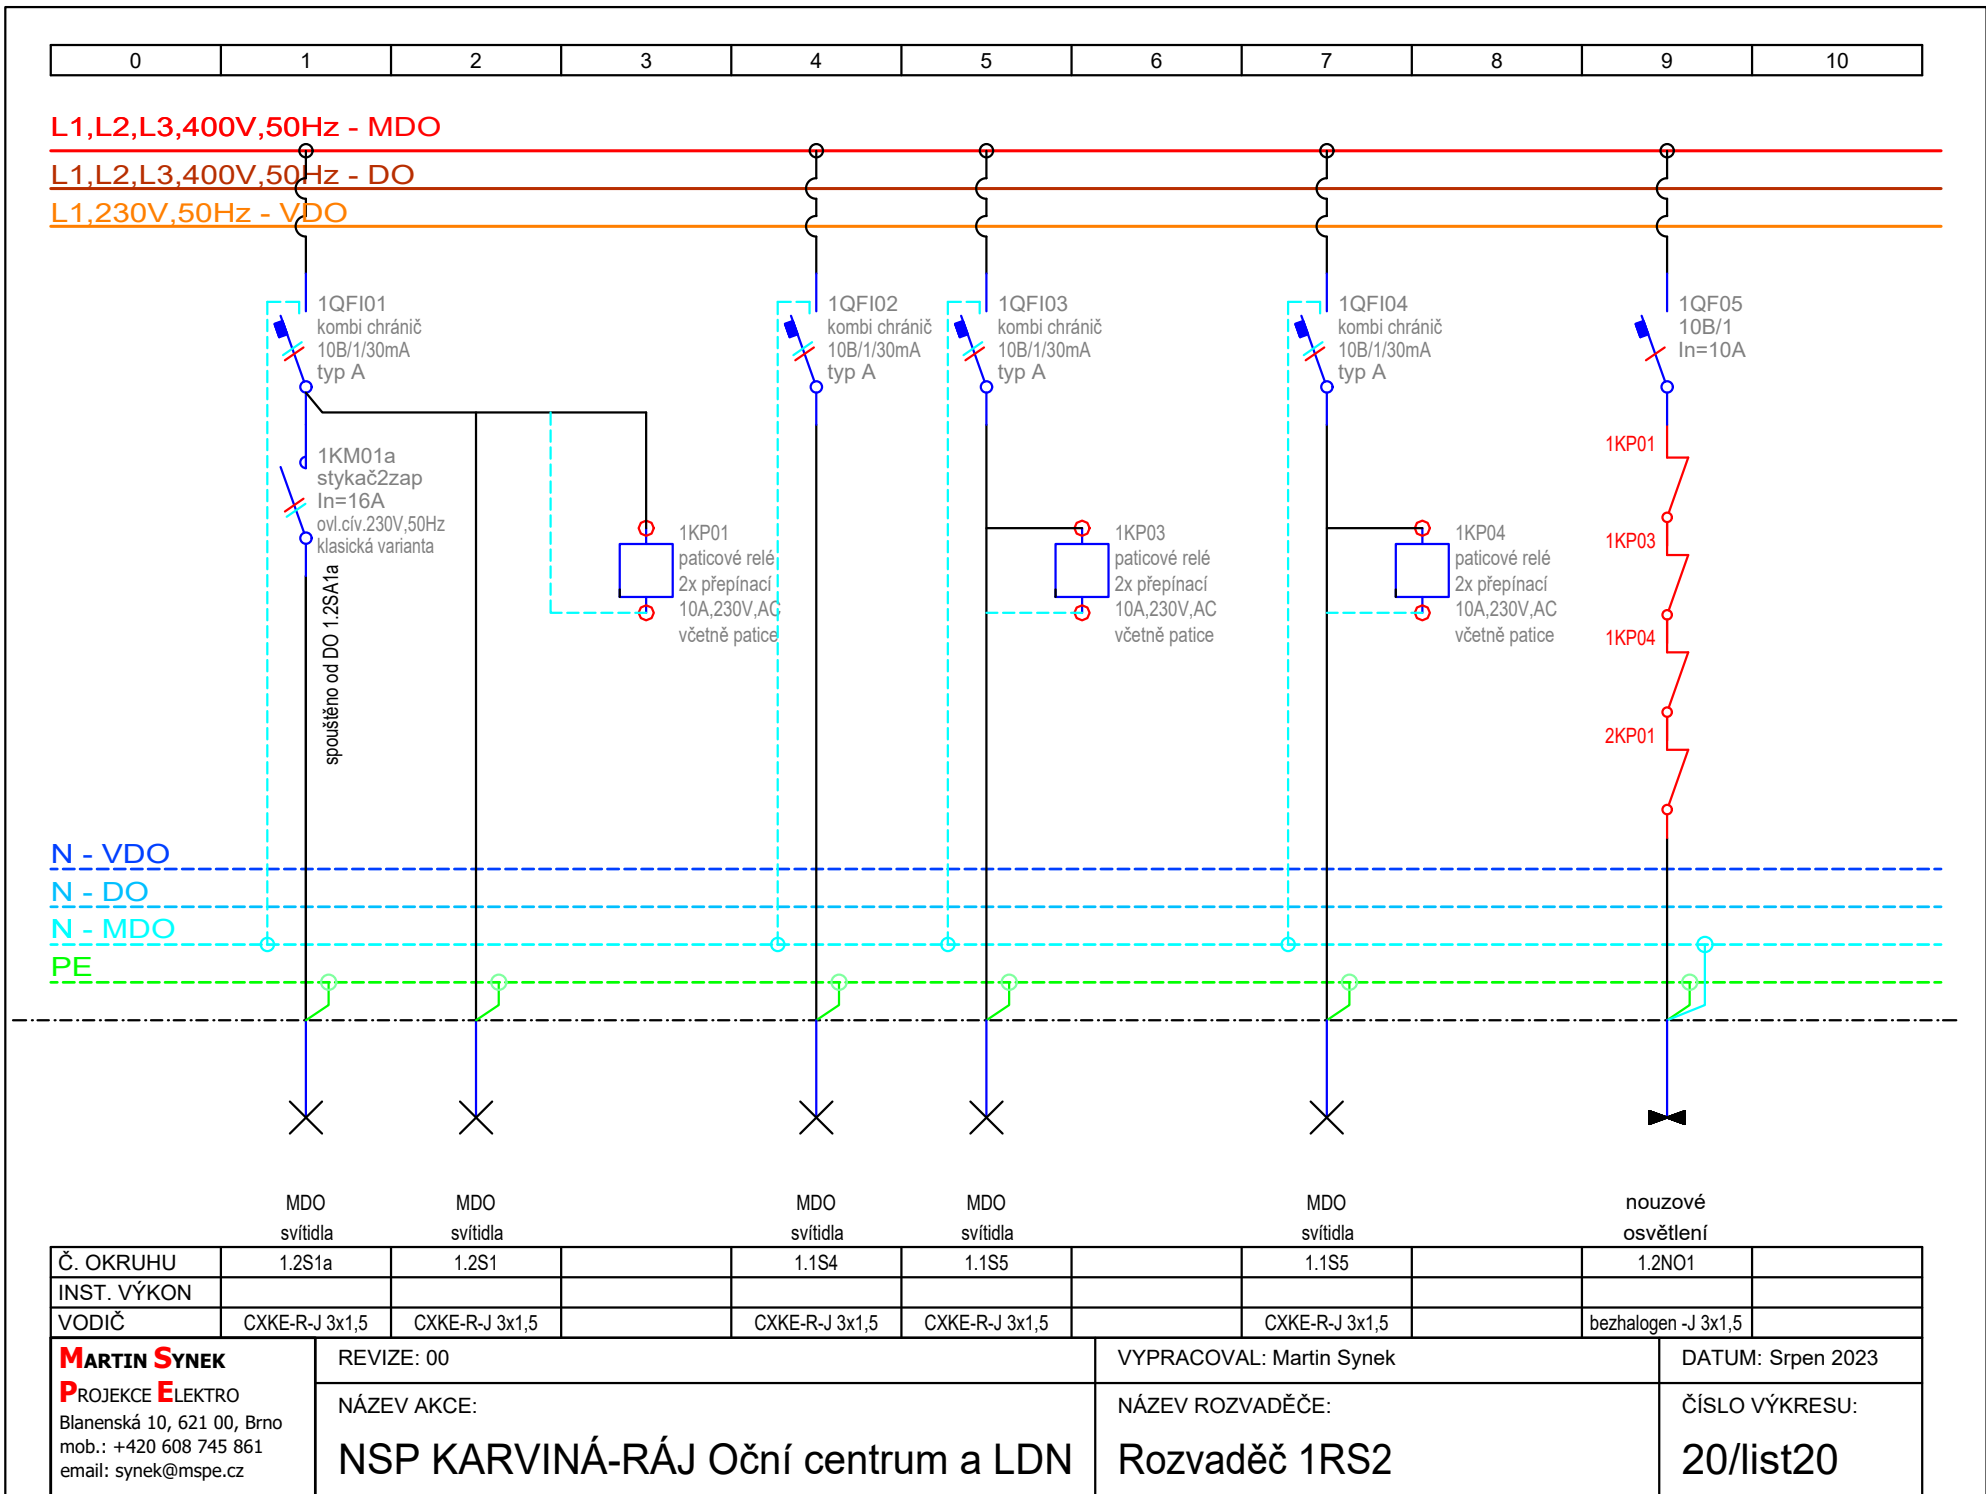 0 1 2 3 4 5 6 7 8 9 10
L1,L2,L3,400V,50Hz - MDO
L1,L2,L3,400V,50Hz - DO
L1,230V,50Hz - VDO
1QFI01
kombi chránič
10B/1/30mA
typ A
1QFI02
kombi chránič
10B/1/30mA
typ A
1QFI03
kombi chránič
10B/1/30mA
typ A
1QFI04
kombi chránič
10B/1/30mA
typ A
1QF05
10B/1
In=10A
1KM01a
stykač2zap
In=16A
ovl.cív.230V,50Hz
klasická varianta
spouštěno od DO 1.2SA1a
1KP01
paticové relé
2x přepínací
10A,230V,AC
včetně patice
1KP03
paticové relé
2x přepínací
10A,230V,AC
včetně patice
1KP04
paticové relé
2x přepínací
10A,230V,AC
včetně patice
1KP01
1KP03
1KP04
2KP01
N - VDO
N - DO
N - MDO
PE
MDO
svítidla
MDO
svítidla
MDO
svítidla
MDO
svítidla
MDO
svítidla
nouzové
osvětlení
Č. OKRUHU 1.2S1a 1.2S1 1.1S4 1.1S5 1.1S5 1.2NO1
INST. VÝKON
VODIČ CXKE-R-J 3x1,5 CXKE-R-J 3x1,5 CXKE-R-J 3x1,5 CXKE-R-J 3x1,5 CXKE-R-J 3x1,5 bezhalogen -J 3x1,5
MARTIN SYNEK
PROJEKCE ELEKTRO
Blanenská 10, 621 00, Brno
mob.: +420 608 745 861
email: synek@mspe.cz
REVIZE: 00
VYPRACOVAL: Martin Synek
DATUM: Srpen 2023
NÁZEV AKCE:
NSP KARVINÁ-RÁJ Oční centrum a LDN
NÁZEV ROZVADĚČE:
Rozvaděč 1RS2
ČÍSLO VÝKRESU:
20/list20